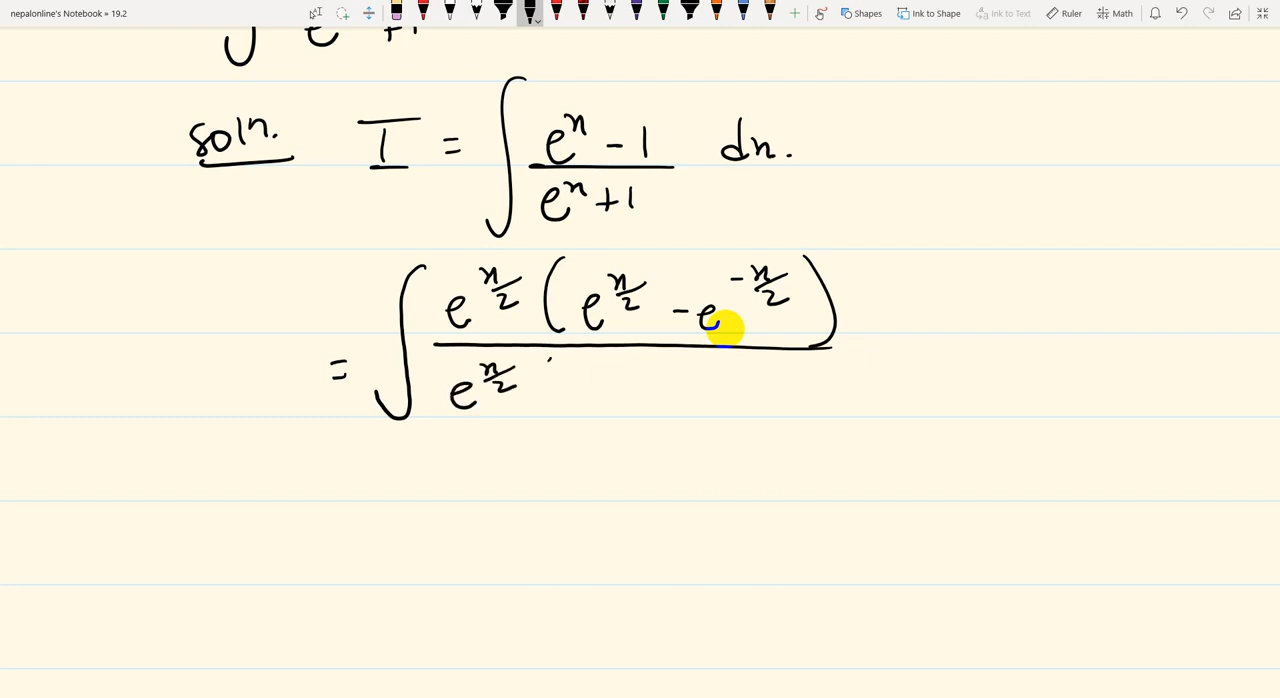 nepalonline's Notebook » 19.2
Shapes Ink to Shape Ink to Text Ruler Math
∫ e +1
soln. I = ∫ (e^x - 1)/(e^x + 1) dx.
= ∫ e^(x/2) (e^(x/2) - e^(-x/2))
e^(x/2)